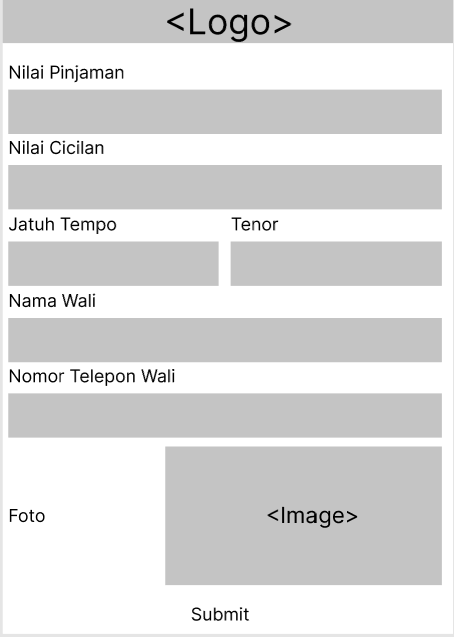 <Logo>
Nilai Pinjaman
Nilai Cicilan
Jatuh Tempo
Tenor
Nama Wali
Nomor Telepon Wali
Foto
<Image>
Submit